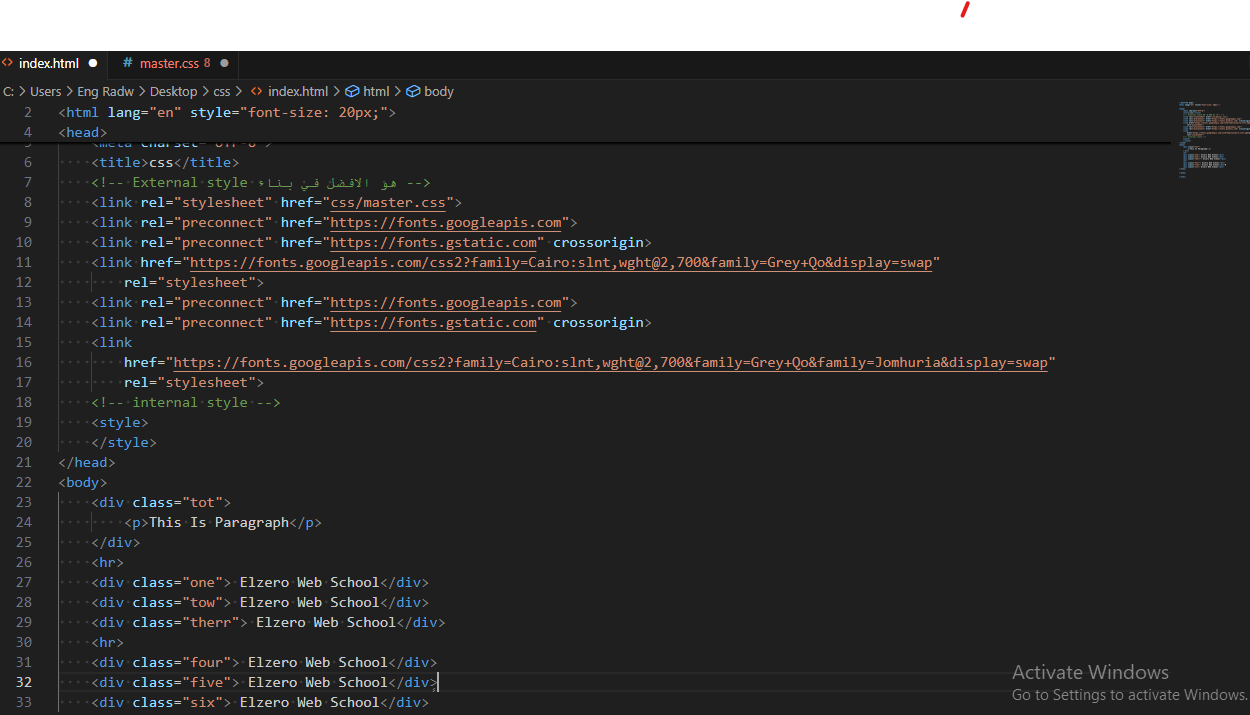 index.html
master.css 8
C: > Users > Eng Radw > Desktop > css > index.html > html > body
2 <html lang="en" style="font-size: 20px;">
4 <head>
6 <title>css</title>
7 <!-- External style هو الافضل في بناء -->
8 <link rel="stylesheet" href="css/master.css">
9 <link rel="preconnect" href="https://fonts.googleapis.com">
10 <link rel="preconnect" href="https://fonts.gstatic.com" crossorigin>
11 <link href="https://fonts.googleapis.com/css2?family=Cairo:slnt,wght@2,700&family=Grey+Qo&display=swap"
12 rel="stylesheet">
13 <link rel="preconnect" href="https://fonts.googleapis.com">
14 <link rel="preconnect" href="https://fonts.gstatic.com" crossorigin>
15 <link
16 href="https://fonts.googleapis.com/css2?family=Cairo:slnt,wght@2,700&family=Grey+Qo&family=Jomhuria&display=swap"
17 rel="stylesheet">
18 <!-- internal style -->
19 <style>
20 </style>
21 </head>
22 <body>
23 <div class="tot">
24 <p>This Is Paragraph</p>
25 </div>
26 <hr>
27 <div class="one"> Elzero Web School</div>
28 <div class="tow"> Elzero Web School</div>
29 <div class="therr"> Elzero Web School</div>
30 <hr>
31 <div class="four"> Elzero Web School</div>
32 <div class="five"> Elzero Web School</div>
33 <div class="six"> Elzero Web School</div>
Activate Windows
Go to Settings to activate Windows.